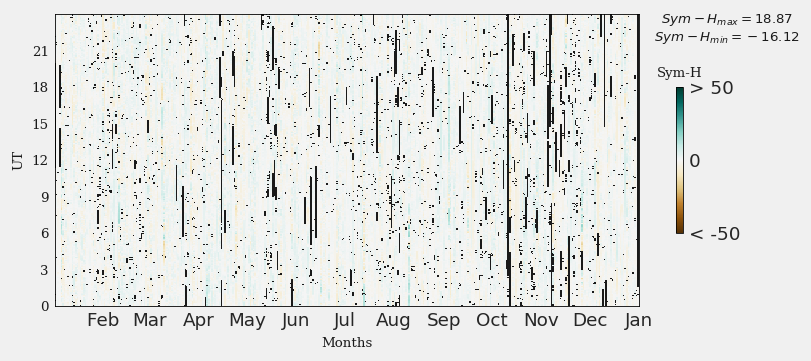 Sym-H_max = 18.87
Sym-H_min = -16.12
Sym-H
> 50
0
< -50
UT
21
18
15
12
9
6
3
0
Feb Mar Apr May Jun Jul Aug Sep Oct Nov Dec Jan
Months